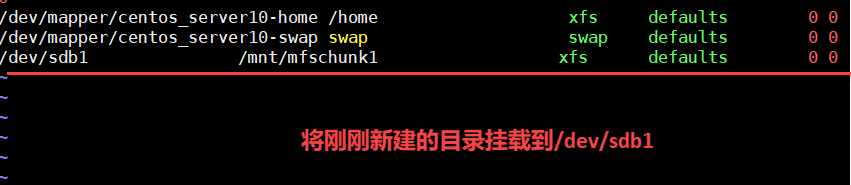 /dev/mapper/centos_server10-home /home xfs defaults 0 0
/dev/mapper/centos_server10-swap swap swap defaults 0 0
/dev/sdb1 /mnt/mfschunk1 xfs defaults 0 0
~
~
~
将刚刚新建的目录挂载到/dev/sdb1
~
~
~